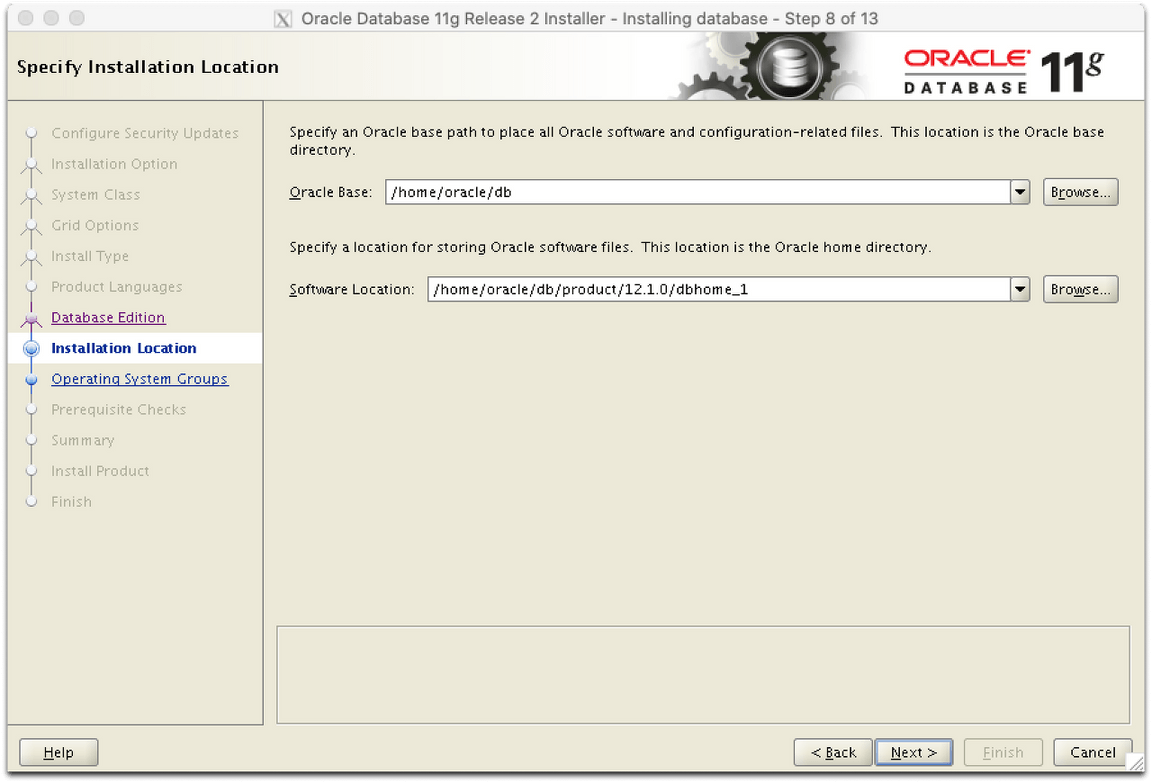 Oracle Database 11g Release 2 Installer - Installing database - Step 8 of 13
Specify Installation Location
ORACLE
DATABASE
11g
Configure Security Updates
Installation Option
System Class
Grid Options
Install Type
Product Languages
Database Edition
Installation Location
Operating System Groups
Prerequisite Checks
Summary
Install Product
Finish
Specify an Oracle base path to place all Oracle software and configuration-related files. This location is the Oracle base
directory.
Oracle Base: /home/oracle/db Browse...
Specify a location for storing Oracle software files. This location is the Oracle home directory.
Software Location: /home/oracle/db/product/12.1.0/dbhome_1 Browse...
Help < Back Next > Finish Cancel